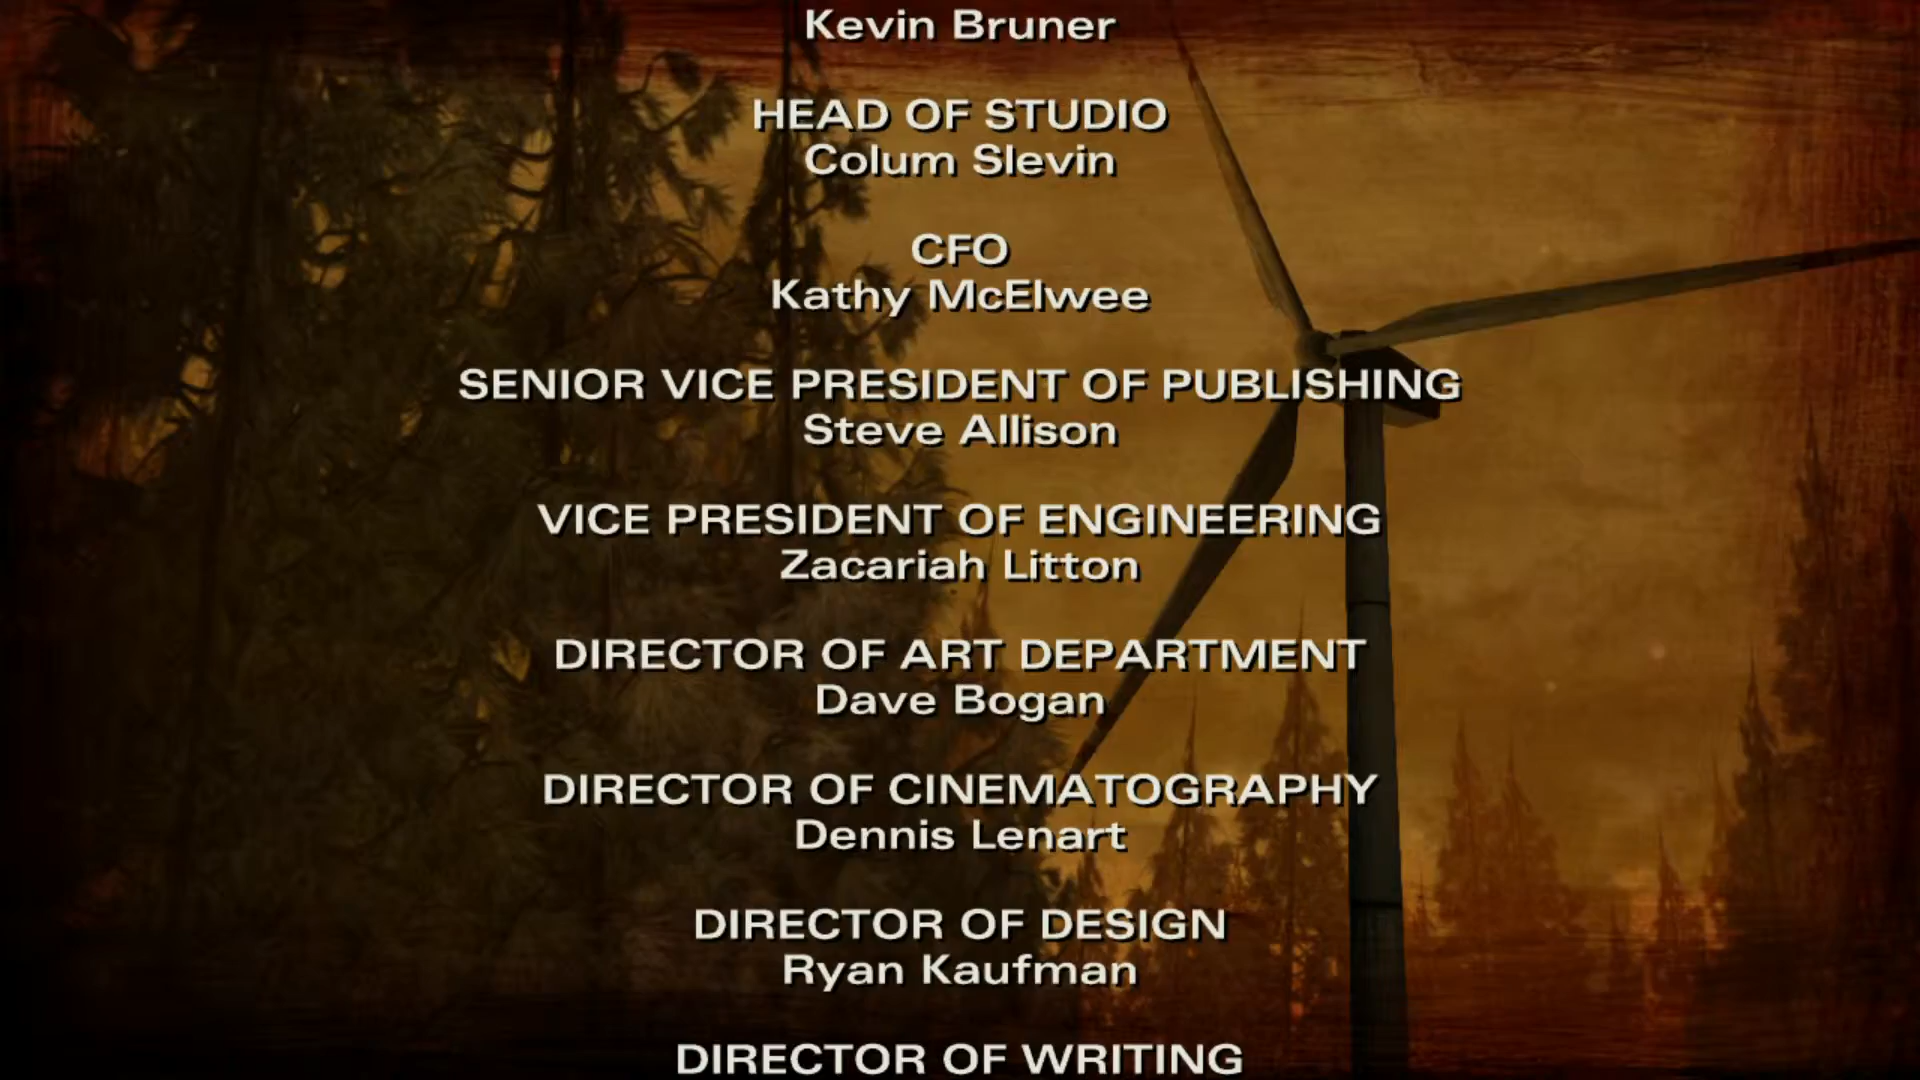 Kevin Bruner
HEAD OF STUDIO
Colum Slevin
CFO
Kathy McElwee
SENIOR VICE PRESIDENT OF PUBLISHING
Steve Allison
VICE PRESIDENT OF ENGINEERING
Zacariah Litton
DIRECTOR OF ART DEPARTMENT
Dave Bogan
DIRECTOR OF CINEMATOGRAPHY
Dennis Lenart
DIRECTOR OF DESIGN
Ryan Kaufman
DIRECTOR OF WRITING